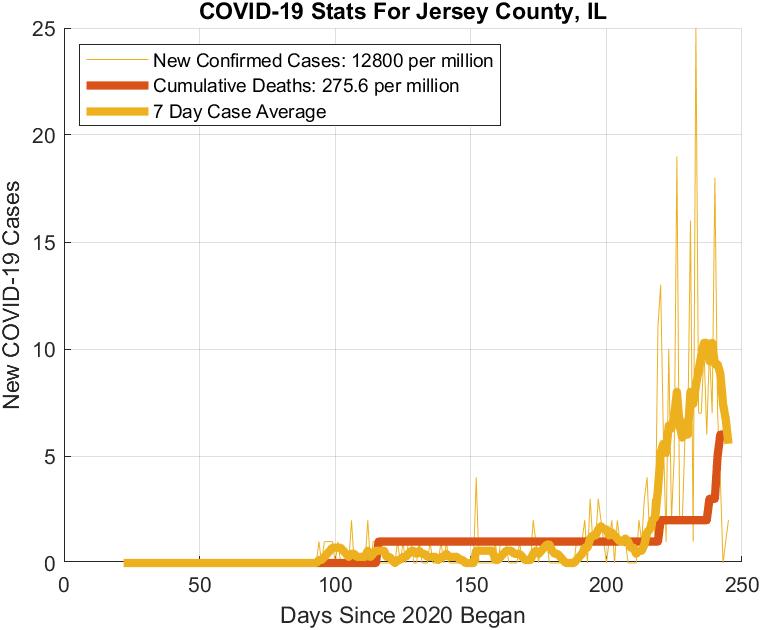 COVID-19 Stats For Jersey County, IL
New Confirmed Cases: 12800 per million
Cumulative Deaths: 275.6 per million
7 Day Case Average
New COVID-19 Cases
25
20
15
10
5
0
0 50 100 150 200 250
Days Since 2020 Began